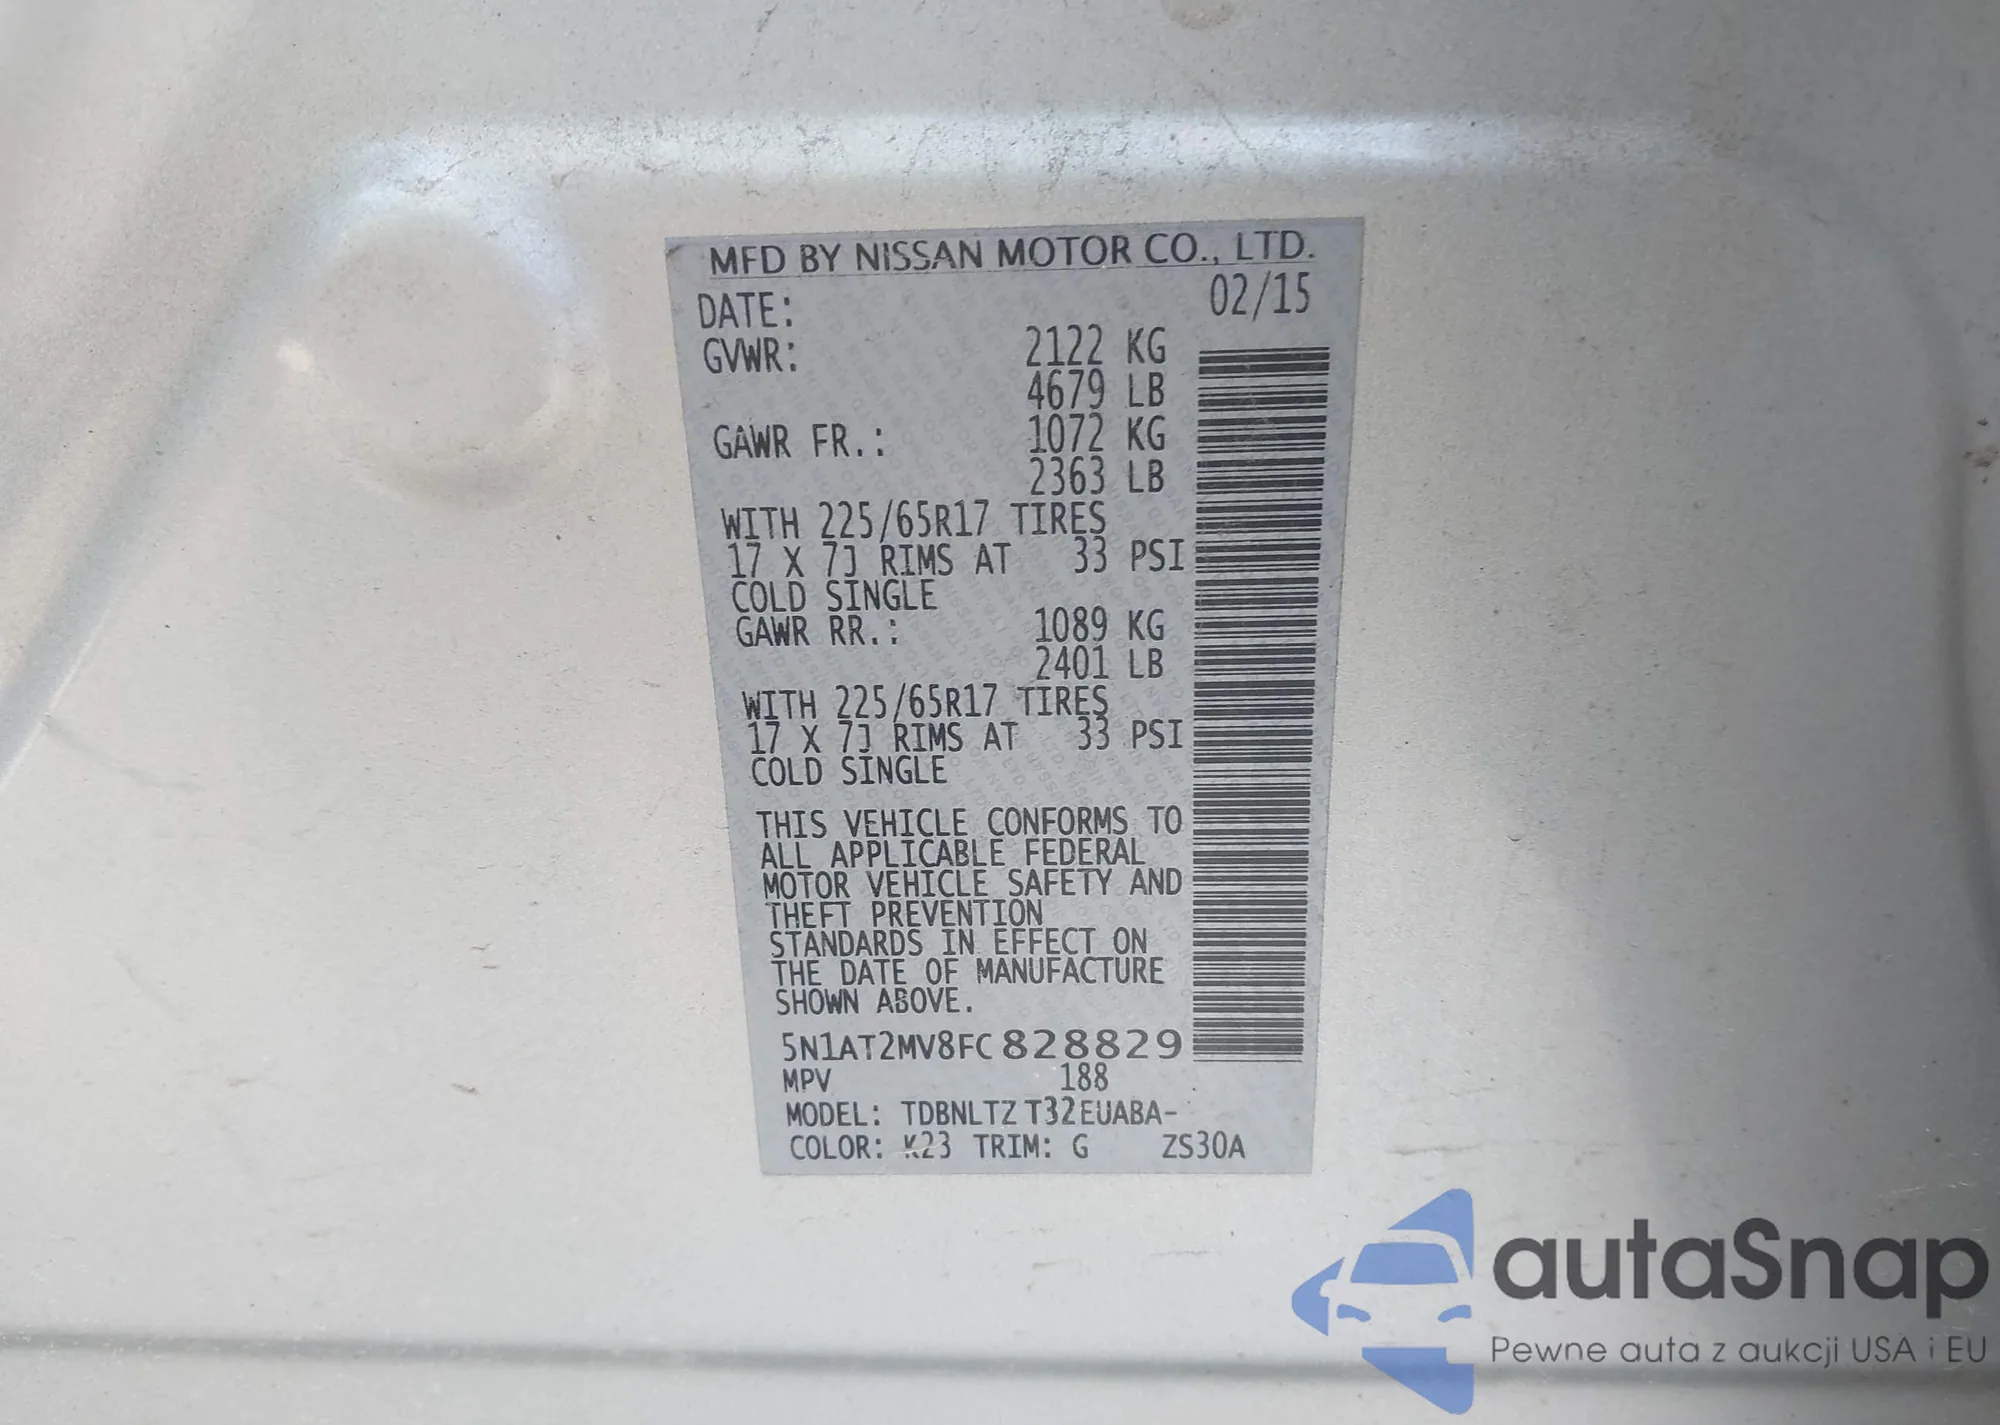 MFD BY NISSAN MOTOR CO., LTD.
DATE: 02/15
GVWR: 2122 KG
4679 LB
GAWR FR.: 1072 KG
2363 LB
WITH 225/65R17 TIRES
17 X 7J RIMS AT 33 PSI
COLD SINGLE
GAWR RR.: 1089 KG
2401 LB
WITH 225/65R17 TIRES
17 X 7J RIMS AT 33 PSI
COLD SINGLE
THIS VEHICLE CONFORMS TO
ALL APPLICABLE FEDERAL
MOTOR VEHICLE SAFETY AND
THEFT PREVENTION
STANDARDS IN EFFECT ON
THE DATE OF MANUFACTURE
SHOWN ABOVE.
5N1AT2MV8FC828829
MPV 188
MODEL: TDBNLTZ T32EUABA-
COLOR: K23 TRIM: G ZS30A
autaSnap
Pewne auta z aukcji USA i EU